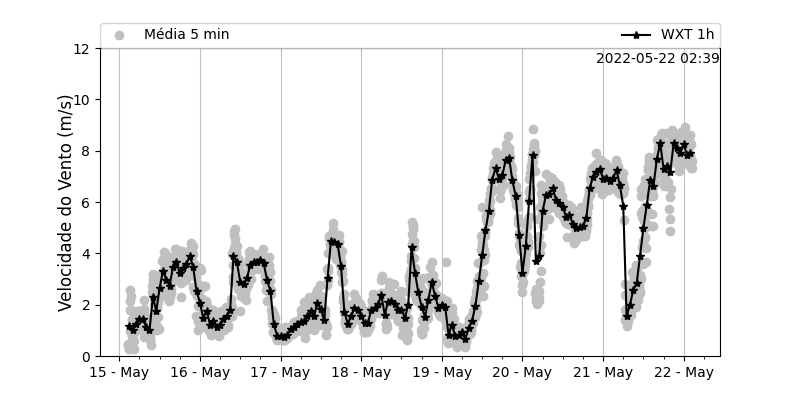 Média 5 min
WXT 1h
2022-05-22 02:39
Velocidade do Vento (m/s)
12
10
8
6
4
2
0
15 - May
16 - May
17 - May
18 - May
19 - May
20 - May
21 - May
22 - May